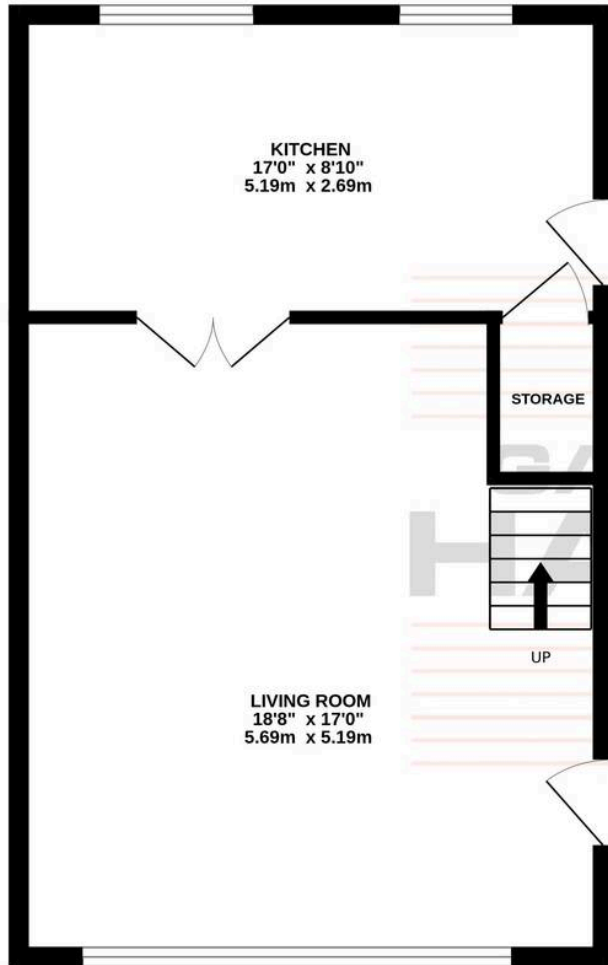 KITCHEN
17'0" x 8'10"
5.19m x 2.69m
STORAGE
UP
LIVING ROOM
18'8" x 17'0"
5.69m x 5.19m